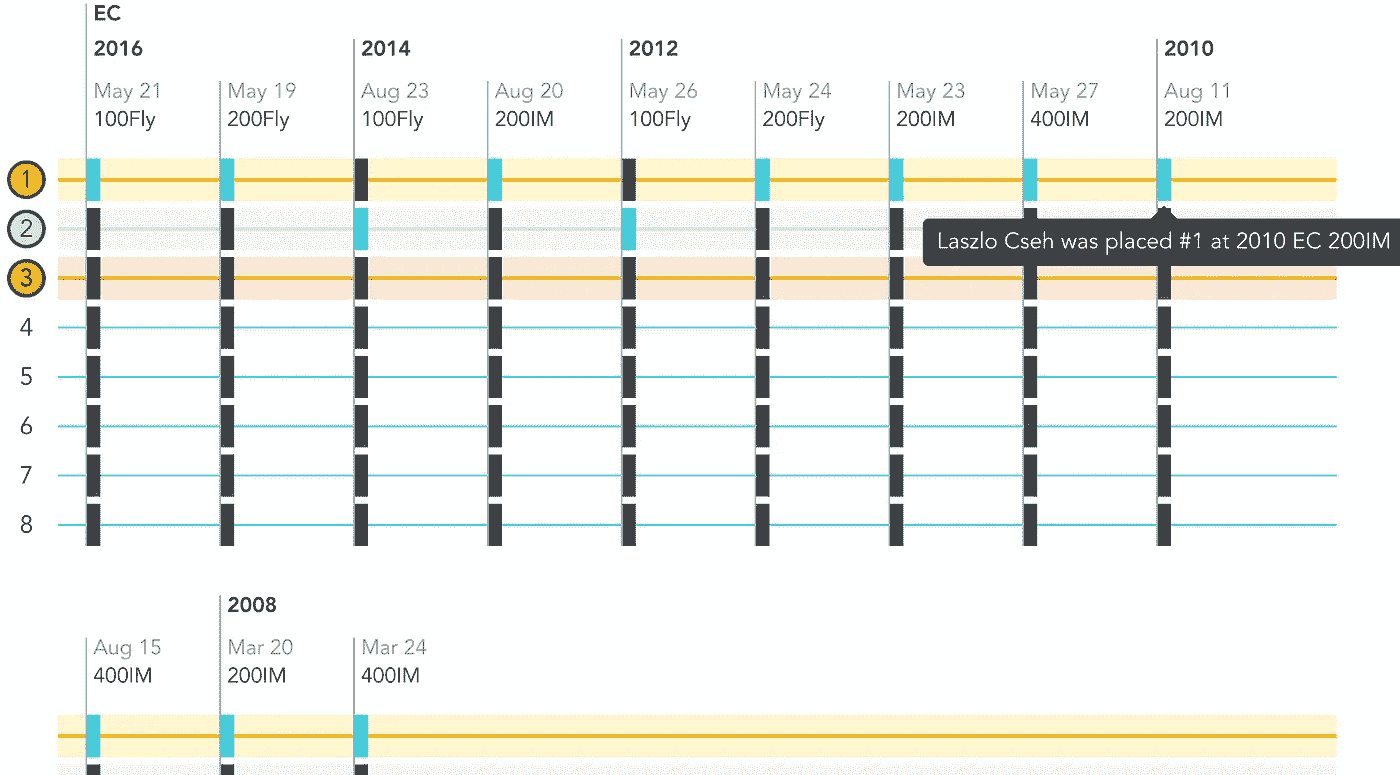 EC
2016 2014 2012 2010
May 21 May 19 Aug 23 Aug 20 May 26 May 24 May 23 May 27 Aug 11
100Fly 200Fly 100Fly 200IM 100Fly 200Fly 200IM 400IM 200IM
1
2
Laszlo Cseh was placed #1 at 2010 EC 200IM
3
4
5
6
7
8
2008
Aug 15 Mar 20 Mar 24
400IM 200IM 400IM